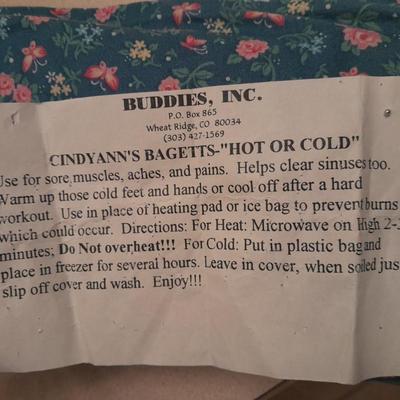 BUDDIES, INC.
P.O. Box 865
Wheat Ridge, CO 80034
(303) 427-1569
CINDYANN'S BAGETTS-"HOT OR COLD"
Use for sore muscles, aches, and pains. Helps clear sinuses too.
Warm up those cold feet and hands or cool off after a hard
workout. Use in place of heating pad or ice bag to prevent burns
which could occur. Directions: For Heat: Microwave on High 2-
minutes; Do Not overheat!!! For Cold: Put in plastic bag and
place in freezer for several hours. Leave in cover, when soiled jus
slip off cover and wash. Enjoy!!!